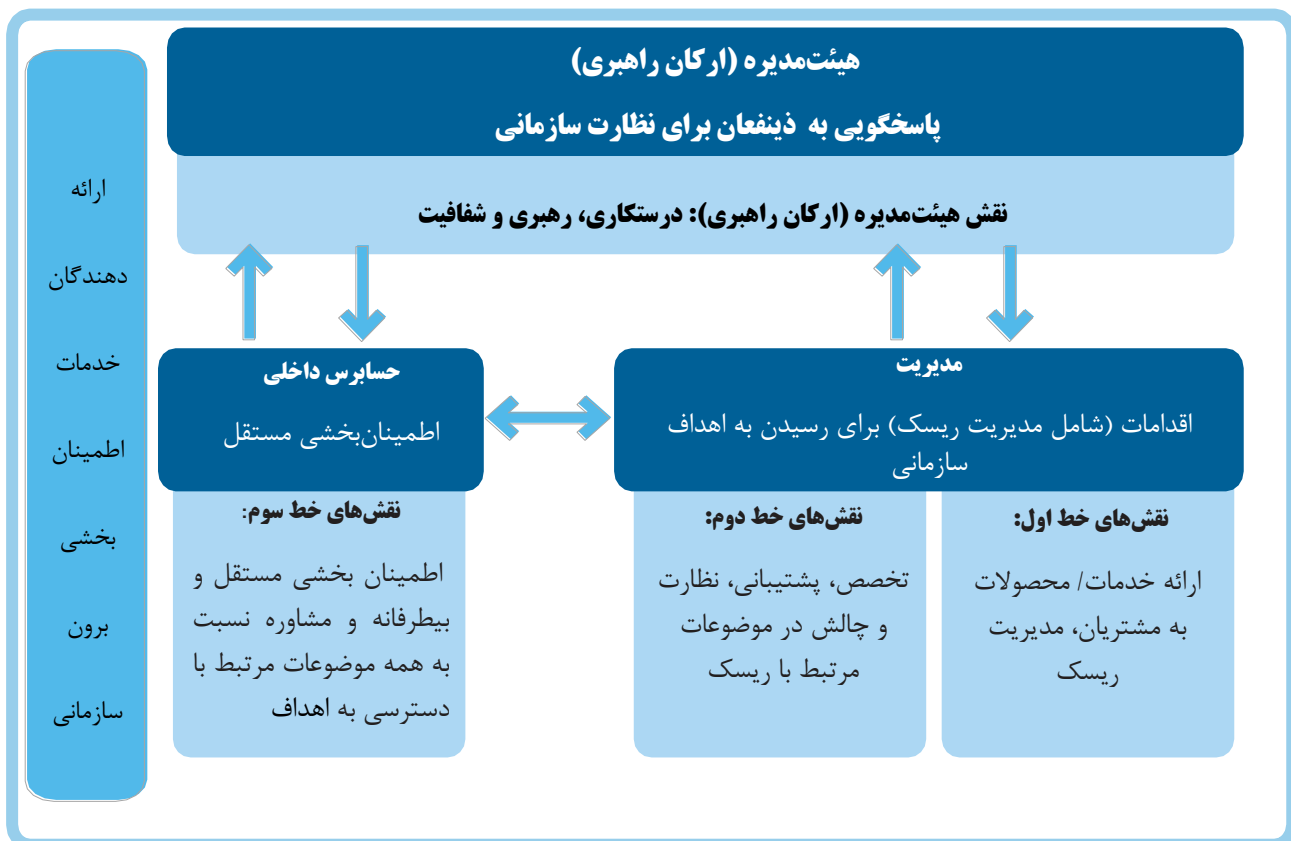 هیئت‌مدیره (ارکان راهبری)
پاسخگویی به ذینفعان برای نظارت سازمانی
نقش هیئت‌مدیره (ارکان راهبری): درستکاری، رهبری و شفافیت
مدیریت
اقدامات (شامل مدیریت ریسک) برای رسیدن به اهداف
سازمانی
نقش‌های خط اول:
ارائه خدمات/ محصولات
به مشتریان، مدیریت
ریسک
نقش‌های خط دوم:
تخصص، پشتیبانی، نظارت
و چالش در موضوعات
مرتبط با ریسک
حسابرس داخلی
اطمینان‌بخشی مستقل
نقش‌های خط سوم:
اطمینان بخشی مستقل و
بیطرفانه و مشاوره نسبت
به همه موضوعات مرتبط با
دسترسی به اهداف
ارائه
دهندگان
خدمات
اطمینان
بخشی
برون
سازمانی